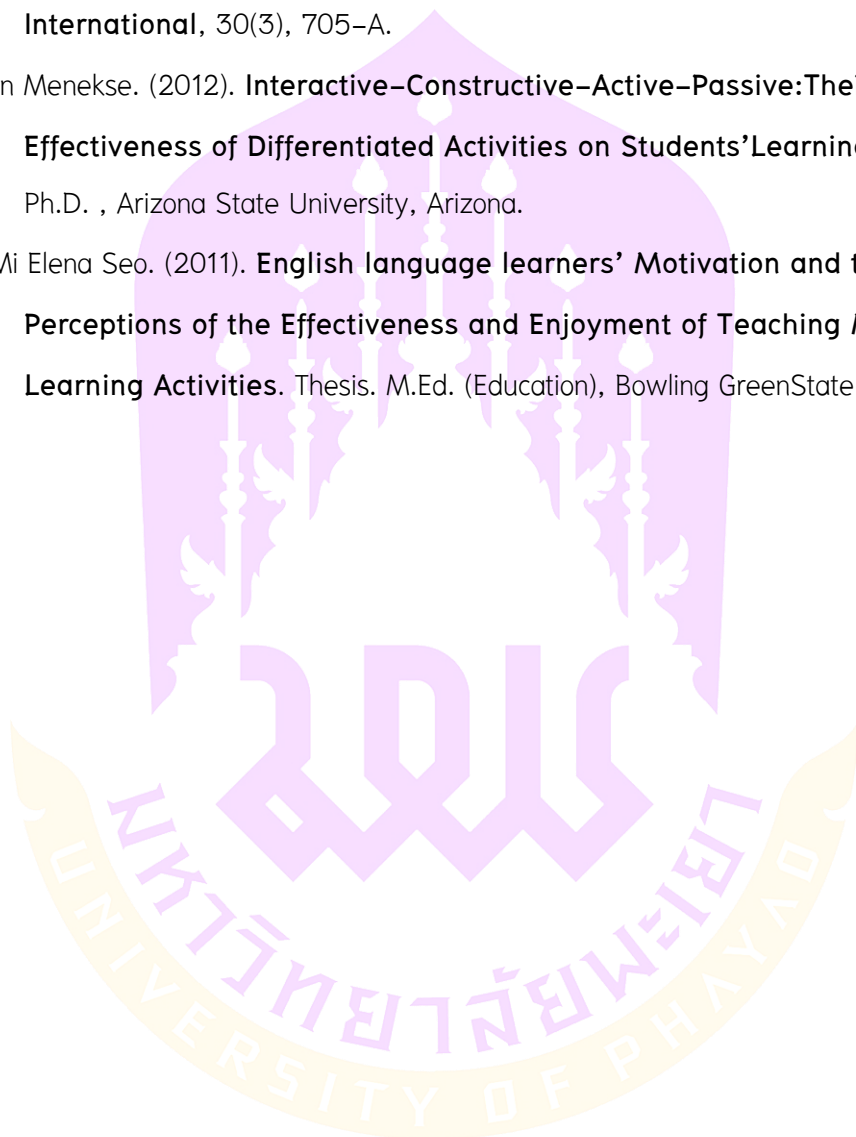 International, 30(3), 705–A.
n Menekse. (2012). Interactive–Constructive–Active–Passive:The
Effectiveness of Differentiated Activities on Students’Learning
Ph.D. , Arizona State University, Arizona.
Mi Elena Seo. (2011). English language learners’ Motivation and t
Perceptions of the Effectiveness and Enjoyment of Teaching
Learning Activities. Thesis. M.Ed. (Education), Bowling GreenState
มหาวิทยาลัยพะเยา
UNIVERSITY OF PHAYAO